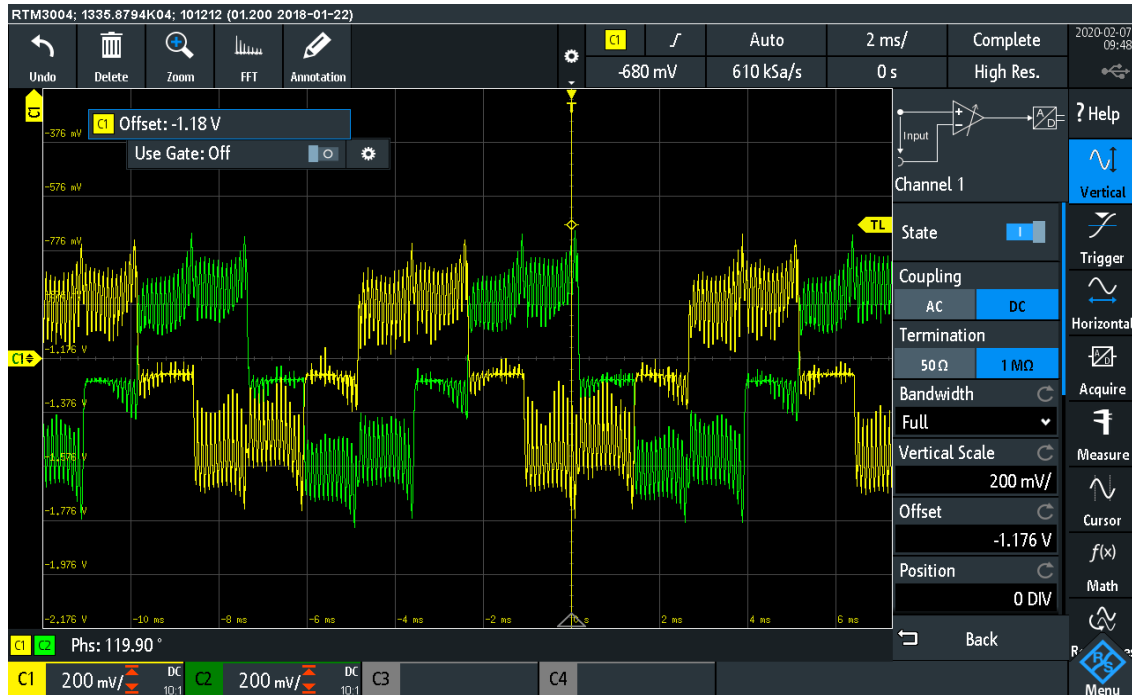 RTM3004; 1335.8794K04; 101212 (01.200 2018-01-22)
Undo
Delete
Zoom
FFT
Annotation
C1
Auto
2 ms/
Complete
2020-02-07
09:48
-680 mV
610 kSa/s
0 s
High Res.
C1
T
-376 mV
C1 Offset: -1.18 V
Use Gate: Off
-576 mV
-776 mV
TL
C1
-1.176 V
-1.376 V
-1.776 V
-1.976 V
-2.176 V
-10 ms
-8 ms
-6 ms
-4 ms
-2 ms
2 ms
4 ms
6 ms
Input
A/D
Channel 1
State
Coupling
AC
DC
Termination
50 Ω
1 MΩ
Bandwidth
Full
Vertical Scale
200 mV/
Offset
-1.176 V
Position
0 DIV
Back
? Help
Vertical
Trigger
Horizontal
A/D
Acquire
Measure
Cursor
f(x)
Math
R&S
Menu
C1 C2 Phs: 119.90 °
C1
200 mV/
DC
10:1
C2
200 mV/
DC
10:1
C3
C4